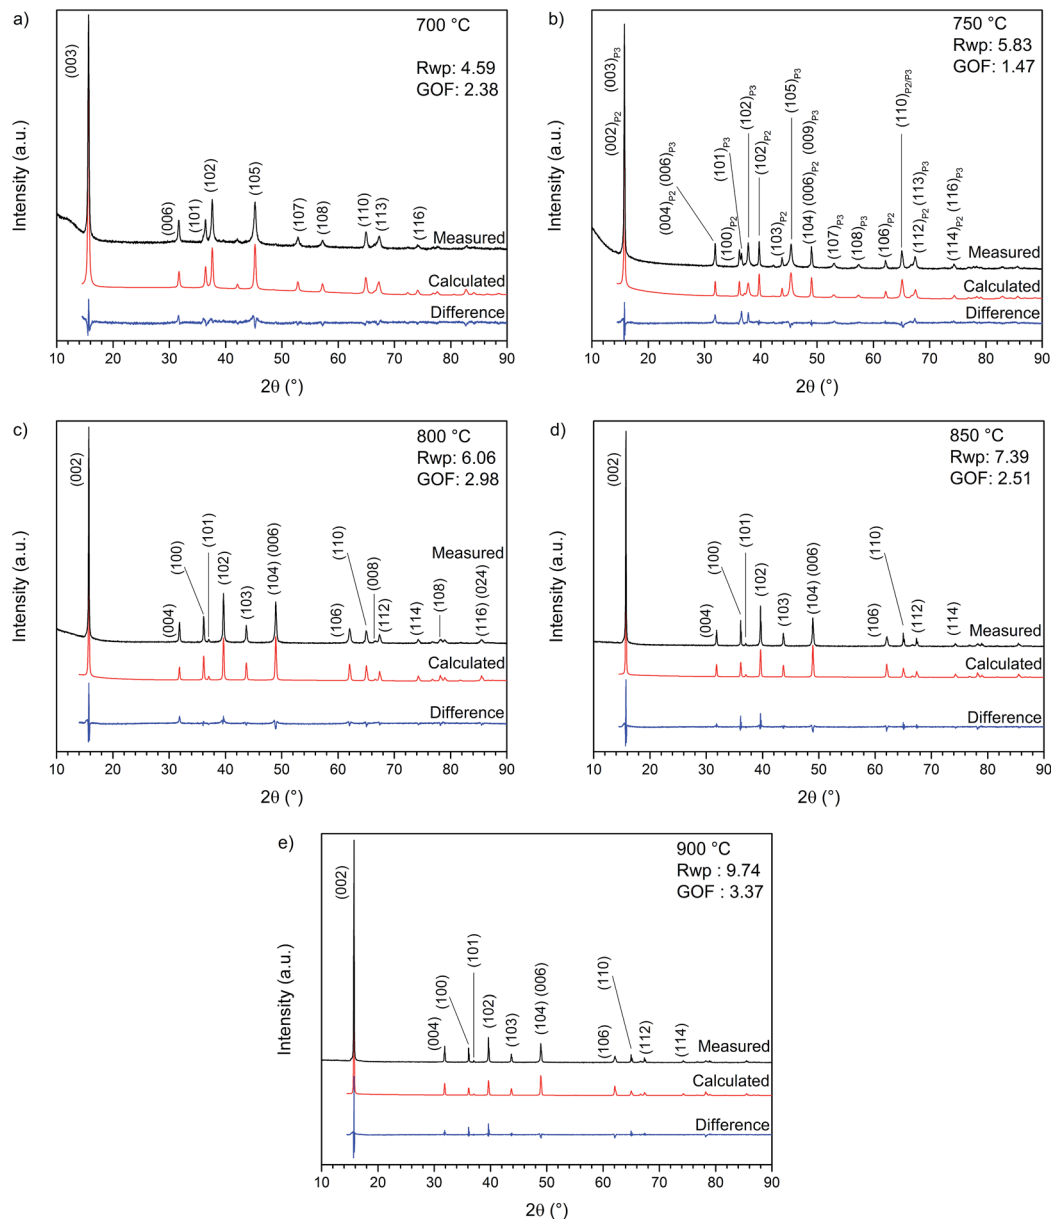 a)
700 °C
Rwp: 4.59
GOF: 2.38
Intensity (a.u.)
(003)
(006)
(101)
(102)
(105)
(107)
(108)
(110)
(113)
(116)
Measured
Calculated
Difference
10 20 30 40 50 60 70 80 90
2θ (°)
b)
750 °C
Rwp: 5.83
GOF: 1.47
Intensity (a.u.)
(002)P2 (003)P3
(004)P2 (006)P3
(100)P2
(101)P3
(102)P3
(102)P2
(103)P2
(105)P3
(104) (006)P2 (009)P3
(107)P3
(108)P3
(106)P2
(110)P2/P3
(112)P2 (113)P3
(114)P2 (116)P3
Measured
Calculated
Difference
10 20 30 40 50 60 70 80 90
2θ (°)
c)
800 °C
Rwp: 6.06
GOF: 2.98
Intensity (a.u.)
(002)
(004)
(100)
(101)
(102)
(103)
(104) (006)
(106)
(110)
(008)
(112)
(114)
(108)
(116) (024)
Measured
Calculated
Difference
10 20 30 40 50 60 70 80 90
2θ (°)
d)
850 °C
Rwp: 7.39
GOF: 2.51
Intensity (a.u.)
(002)
(004)
(100)
(101)
(102)
(103)
(104) (006)
(106)
(110)
(112)
(114)
Measured
Calculated
Difference
10 20 30 40 50 60 70 80 90
2θ (°)
e)
900 °C
Rwp : 9.74
GOF : 3.37
Intensity (a.u.)
(002)
(004)
(100)
(101)
(102)
(103)
(104) (006)
(106)
(110)
(112)
(114)
Measured
Calculated
Difference
10 20 30 40 50 60 70 80 90
2θ (°)